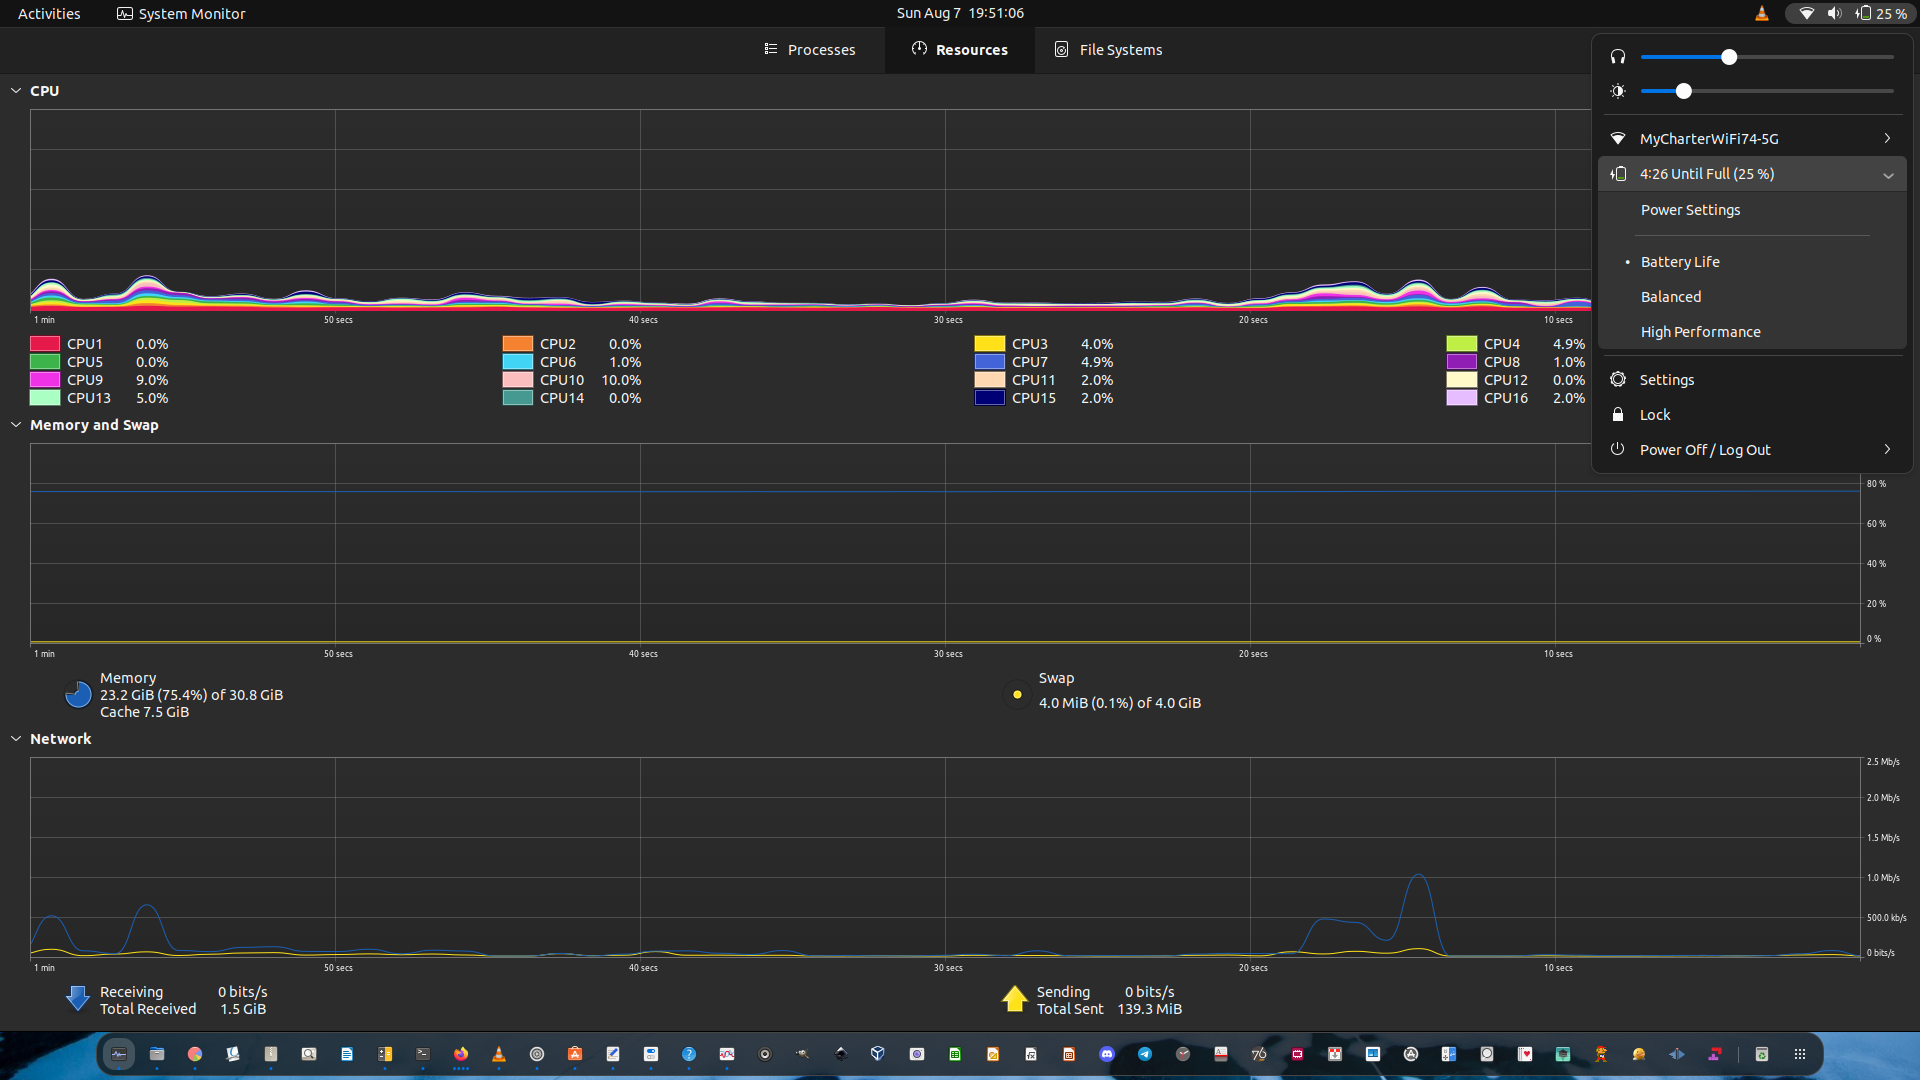 Activities
System Monitor
Sun Aug 7 19:51:06
25 %
Processes
Resources
File Systems
CPU
1 min
50 secs
40 secs
30 secs
20 secs
10 secs
CPU1 0.0%
CPU2 0.0%
CPU3 4.0%
CPU4 4.9%
CPU5 0.0%
CPU6 1.0%
CPU7 4.9%
CPU8 1.0%
CPU9 9.0%
CPU10 10.0%
CPU11 2.0%
CPU12 0.0%
CPU13 5.0%
CPU14 0.0%
CPU15 2.0%
CPU16 2.0%
MyCharterWiFi74-5G
4:26 Until Full (25 %)
Power Settings
Battery Life
Balanced
High Performance
Settings
Lock
Power Off / Log Out
Memory and Swap
80 %
60 %
40 %
20 %
0 %
1 min
50 secs
40 secs
30 secs
20 secs
10 secs
Memory
23.2 GiB (75.4%) of 30.8 GiB
Cache 7.5 GiB
Swap
4.0 MiB (0.1%) of 4.0 GiB
Network
2.5 Mb/s
2.0 Mb/s
1.5 Mb/s
1.0 Mb/s
500.0 kb/s
0 bits/s
1 min
50 secs
40 secs
30 secs
20 secs
10 secs
Receiving 0 bits/s
Total Received 1.5 GiB
Sending 0 bits/s
Total Sent 139.3 MiB
76